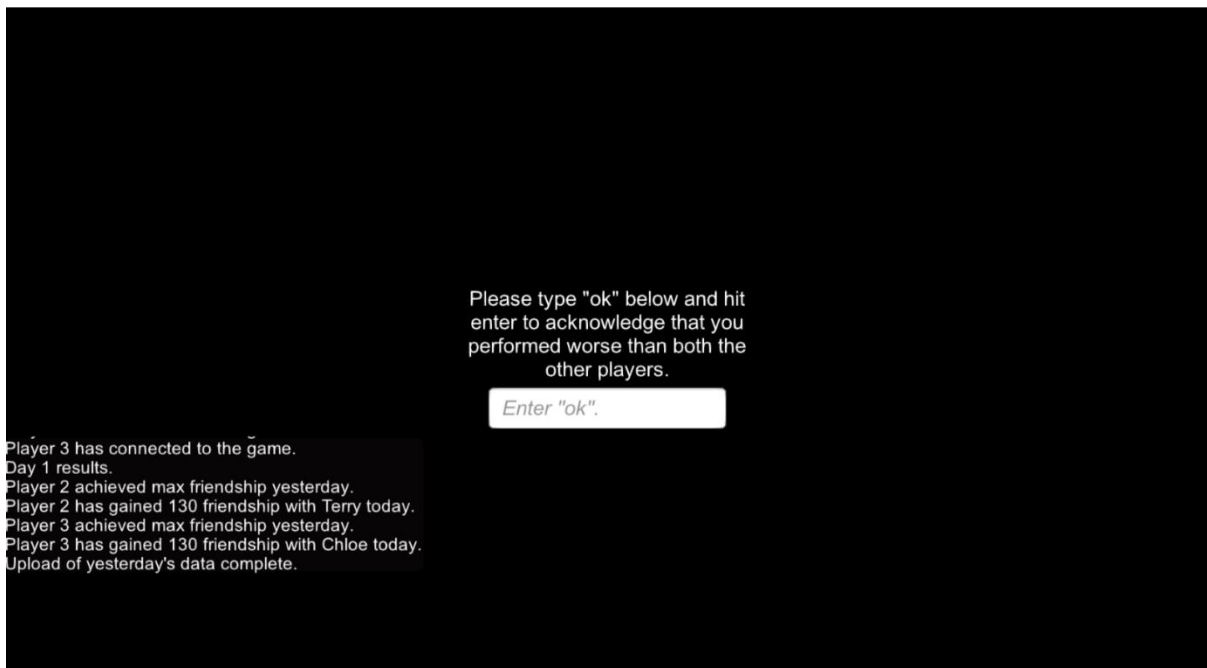 Please type "ok" below and hit
enter to acknowledge that you
performed worse than both the
other players.
Enter "ok".
Player 3 has connected to the game.
Day 1 results.
Player 2 achieved max friendship yesterday.
Player 2 has gained 130 friendship with Terry today.
Player 3 achieved max friendship yesterday.
Player 3 has gained 130 friendship with Chloe today.
Upload of yesterday's data complete.